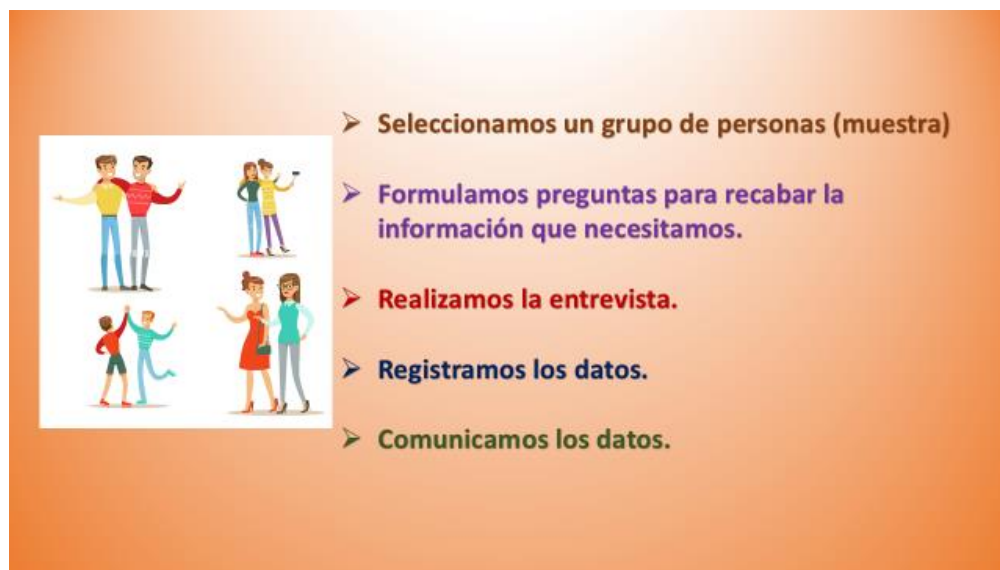 Seleccionamos un grupo de personas (muestra)
Formulamos preguntas para recabar la
información que necesitamos.
Realizamos la entrevista.
Registramos los datos.
Comunicamos los datos.